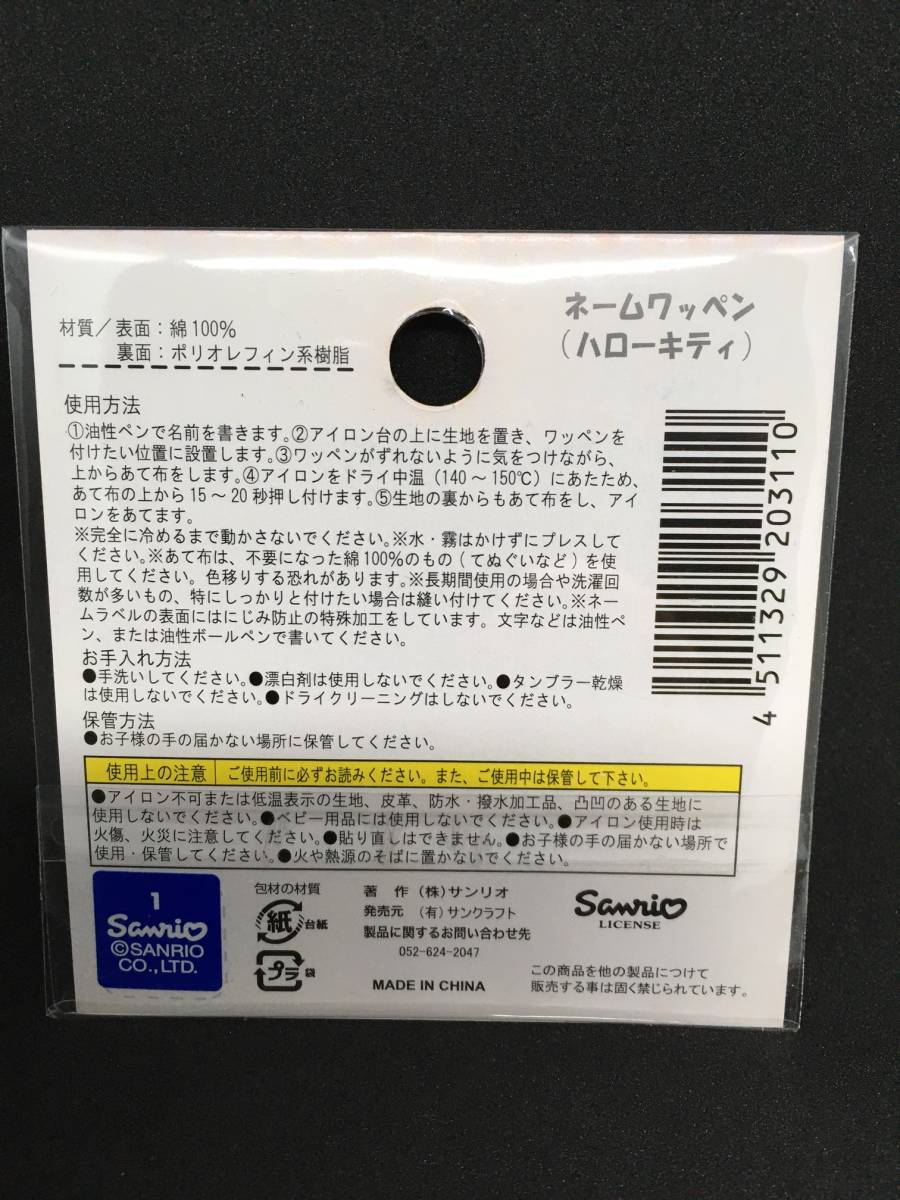 ネームワッペン
（ハローキティ）
材質／表面：綿100％
裏面：ポリオレフィン系樹脂
使用方法
①油性ペンで名前を書きます。②アイロン台の上に生地を置き、ワッペンを
付けたい位置に設置します。③ワッペンがずれないように気をつけながら、
上からあて布をします。④アイロンをドライ中温（140～150℃）にあたため、
あて布の上から15～20秒押し付けます。⑤生地の裏からもあて布をし、アイ
ロンをあてます。
※完全に冷めるまで動かさないでください。※水・霧はかけずにプレスして
ください。※あて布は、不要になった綿100％のもの（てぬぐいなど）を使
用してください。色移りする恐れがあります。※長期間使用の場合や洗濯回
数が多いもの、特にしっかりと付けたい場合は縫い付けてください。※ネー
ムラベルの表面にはにじみ防止の特殊加工をしています。文字などは油性ペ
ン、または油性ボールペンで書いてください。
お手入れ方法
●手洗いしてください。●漂白剤は使用しないでください。●タンブラー乾燥
は使用しないでください。●ドライクリーニングはしないでください。
保管方法
●お子様の手の届かない場所に保管してください。
4 511329 203110
使用上の注意 ご使用前に必ずお読みください。また、ご使用中は保管して下さい。
●アイロン不可または低温表示の生地、皮革、防水・撥水加工品、凸凹のある生地に
使用しないでください。●ベビー用品には使用しないでください。●アイロン使用時は
火傷、火災に注意してください。●貼り直しはできません。●お子様の手の届かない場所で
使用・保管してください。●火や熱源のそばに置かないでください。
1
Sanrio
©SANRIO
CO.,LTD.
包材の材質
紙 台紙
プラ 袋
著 作 （株）サンリオ
発売元 （有）サンクラフト
製品に関するお問い合わせ先
052-624-2047
MADE IN CHINA
Sanrio
LICENSE
この商品を他の製品につけて
販売する事は固く禁じられています。